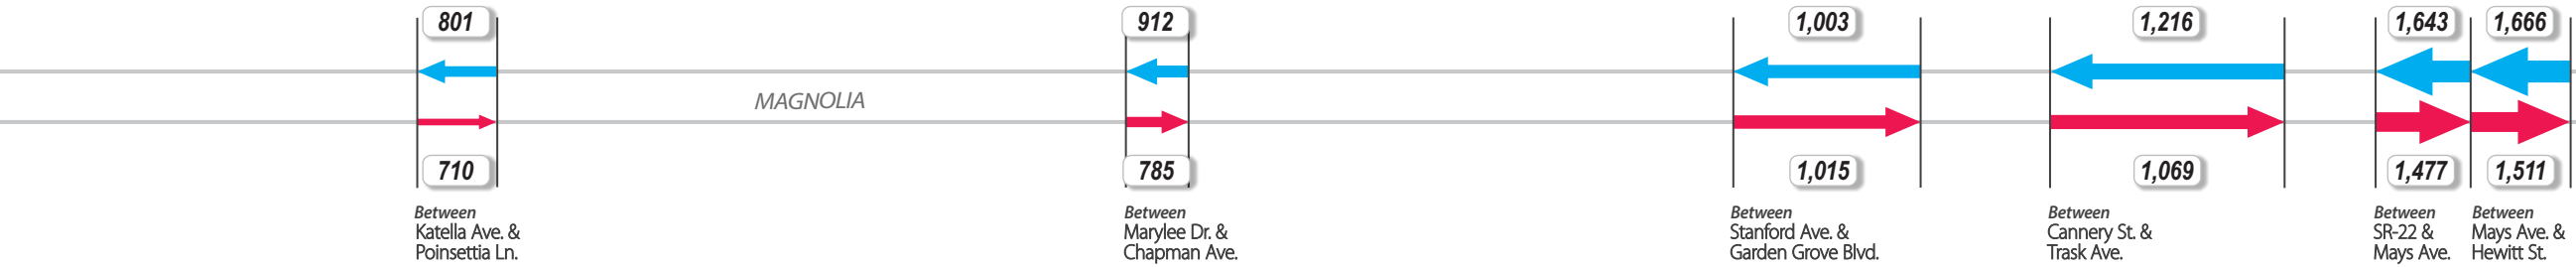 801
912
1,003
1,216
1,643
1,666
MAGNOLIA
710
785
1,015
1,069
1,477
1,511
Between
Katella Ave. &
Poinsettia Ln.
Between
Marylee Dr. &
Chapman Ave.
Between
Stanford Ave. &
Garden Grove Blvd.
Between
Cannery St. &
Trask Ave.
Between
SR-22 &
Mays Ave.
Between
Mays Ave. &
Hewitt St.